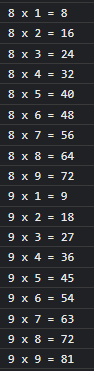 8 x 1 = 8
8 x 2 = 16
8 x 3 = 24
8 x 4 = 32
8 x 5 = 40
8 x 6 = 48
8 x 7 = 56
8 x 8 = 64
8 x 9 = 72
9 x 1 = 9
9 x 2 = 18
9 x 3 = 27
9 x 4 = 36
9 x 5 = 45
9 x 6 = 54
9 x 7 = 63
9 x 8 = 72
9 x 9 = 81